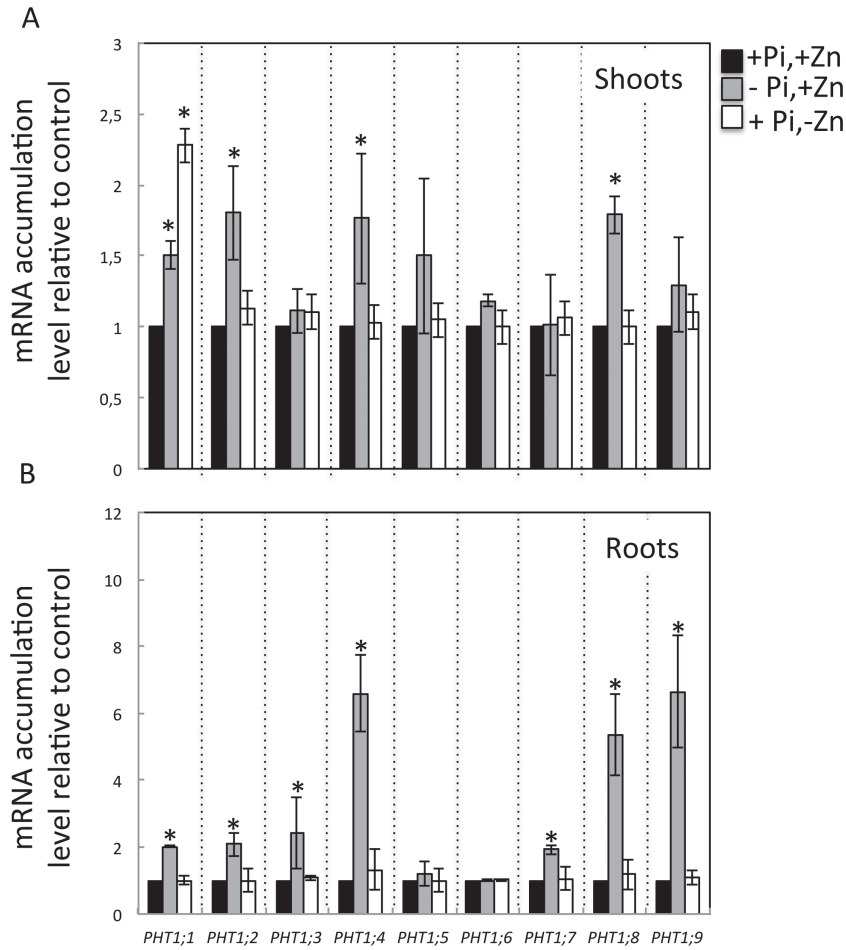 A
3
2,5
2
1,5
1
0,5
0
mRNA accumulation
level relative to control
Shoots
+Pi,+Zn
- Pi,+Zn
+ Pi,-Zn
* * * * *
B
12
10
8
6
4
2
0
mRNA accumulation
level relative to control
Roots
* * * * * * *
PHT1;1 PHT1;2 PHT1;3 PHT1;4 PHT1;5 PHT1;6 PHT1;7 PHT1;8 PHT1;9